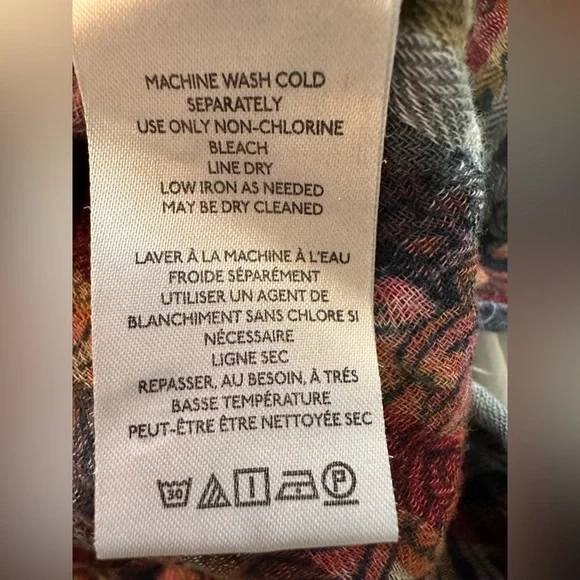 MACHINE WASH COLD
SEPARATELY
USE ONLY NON-CHLORINE
BLEACH
LINE DRY
LOW IRON AS NEEDED
MAY BE DRY CLEANED
LAVER À LA MACHINE À L'EAU
FROIDE SÉPARÉMENT
UTILISER UN AGENT DE
BLANCHIMENT SANS CHLORE SI
NÉCESSAIRE
LIGNE SEC
REPASSER, AU BESOIN, À TRÉS
BASSE TEMPÉRATURE
PEUT-ÊTRE ÊTRE NETTOYÉE SEC
30 P